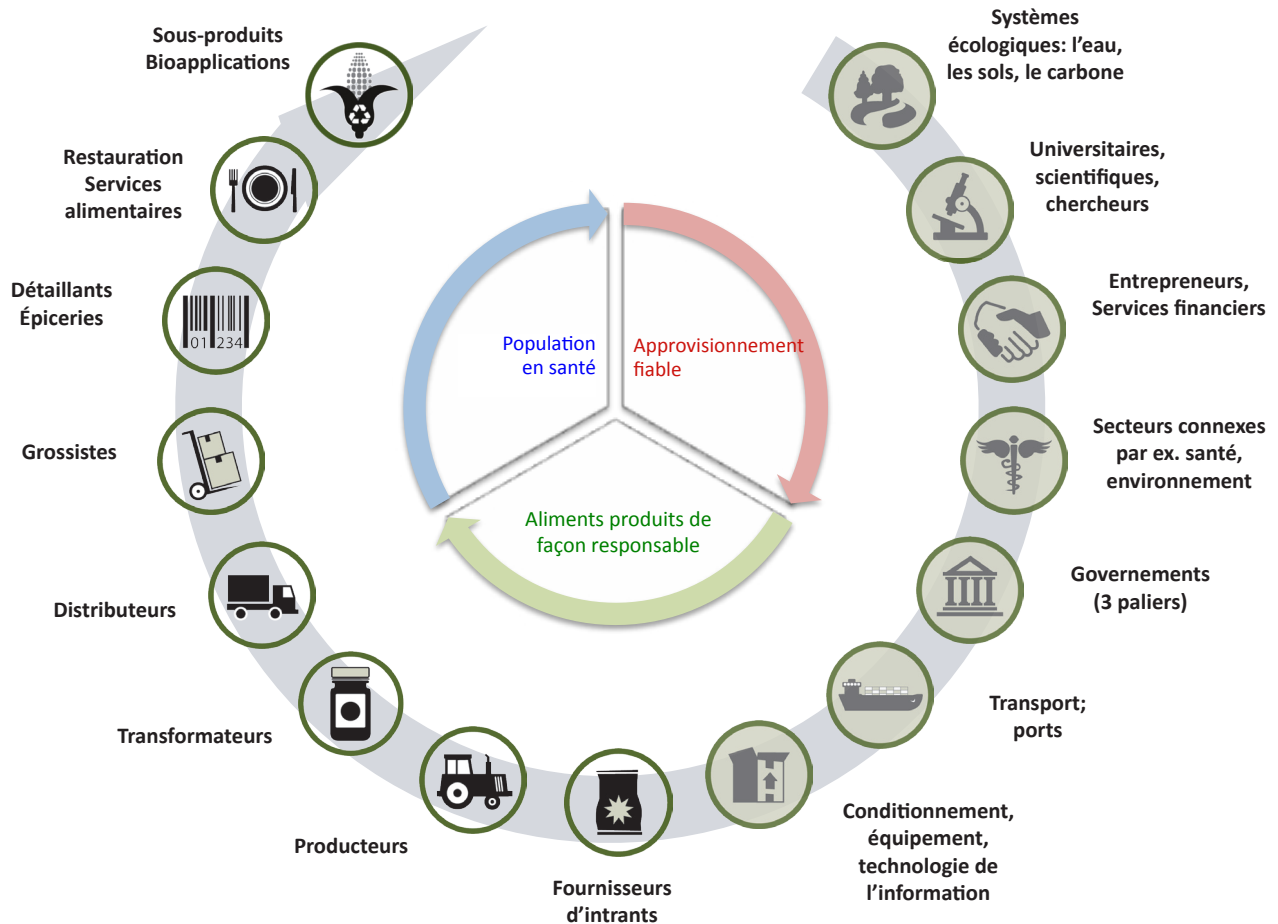 Sous-produits
Bioapplications
Restauration
Services
alimentaires
Détaillants
Épiceries
01 234
Grossistes
Distributeurs
Transformateurs
Producteurs
Fournisseurs
d’intrants
Conditionnement,
équipement,
technologie de
l’information
Transport;
ports
Governements
(3 paliers)
Secteurs connexes
par ex. santé,
environnement
Entrepreneurs,
Services financiers
Universitaires,
scientifiques,
chercheurs
Systèmes
écologiques: l’eau,
les sols, le carbone
Population
en santé
Approvisionnement
fiable
Aliments produits de
façon responsable